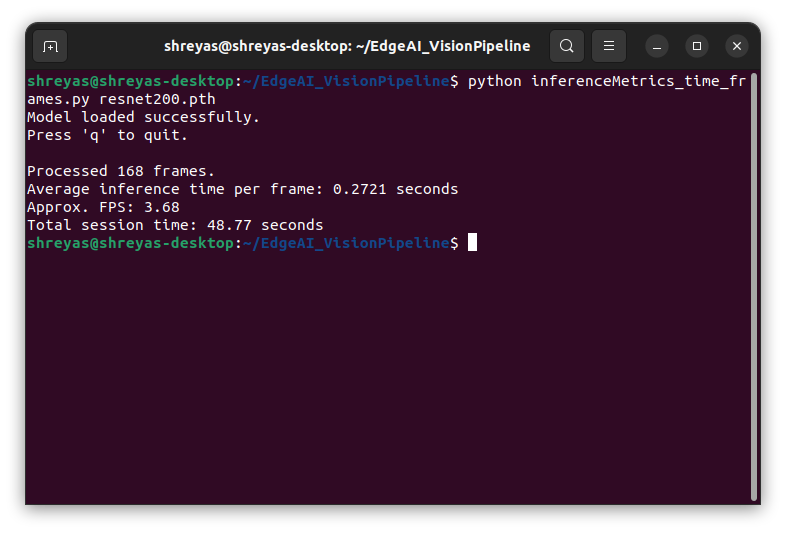 shreyas@shreyas-desktop: ~/EdgeAI_VisionPipeline
shreyas@shreyas-desktop:~/EdgeAI_VisionPipeline$ python inferenceMetrics_time_fr
ames.py resnet200.pth
Model loaded successfully.
Press 'q' to quit.

Processed 168 frames.
Average inference time per frame: 0.2721 seconds
Approx. FPS: 3.68
Total session time: 48.77 seconds
shreyas@shreyas-desktop:~/EdgeAI_VisionPipeline$